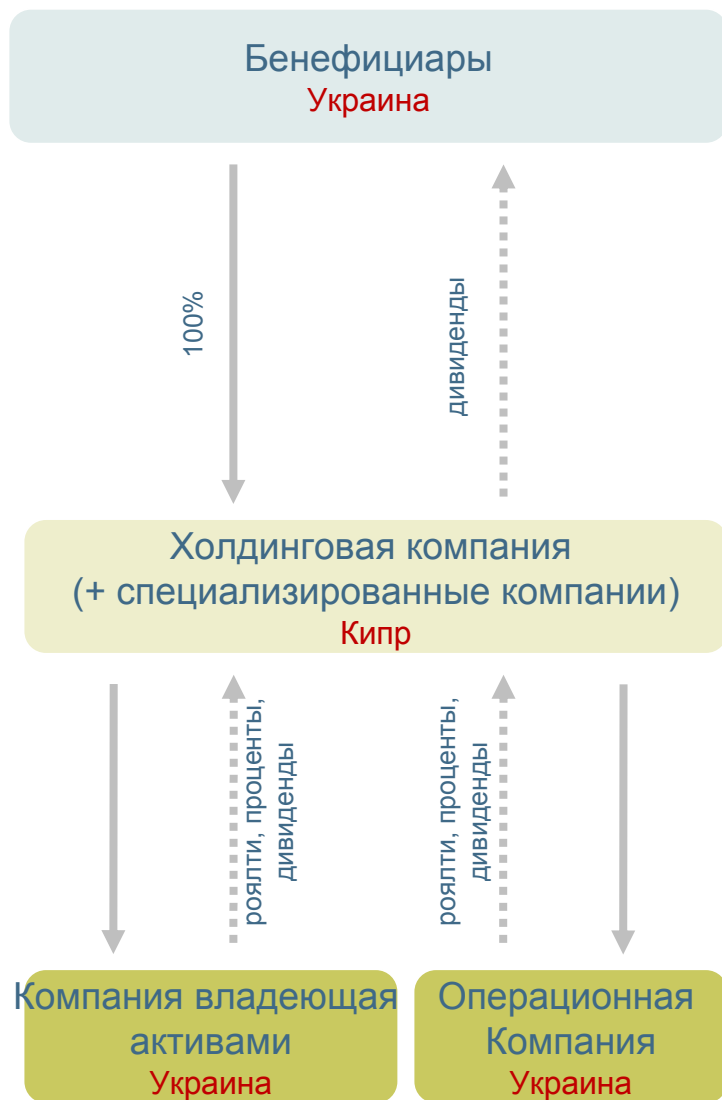 Бенефициары
Украина
100%
дивиденды
Холдинговая компания
(+ специализированные компании)
Кипр
роялти, проценты,
дивиденды
роялти, проценты,
дивиденды
Компания владеющая
активами
Украина
Операционная
Компания
Украина